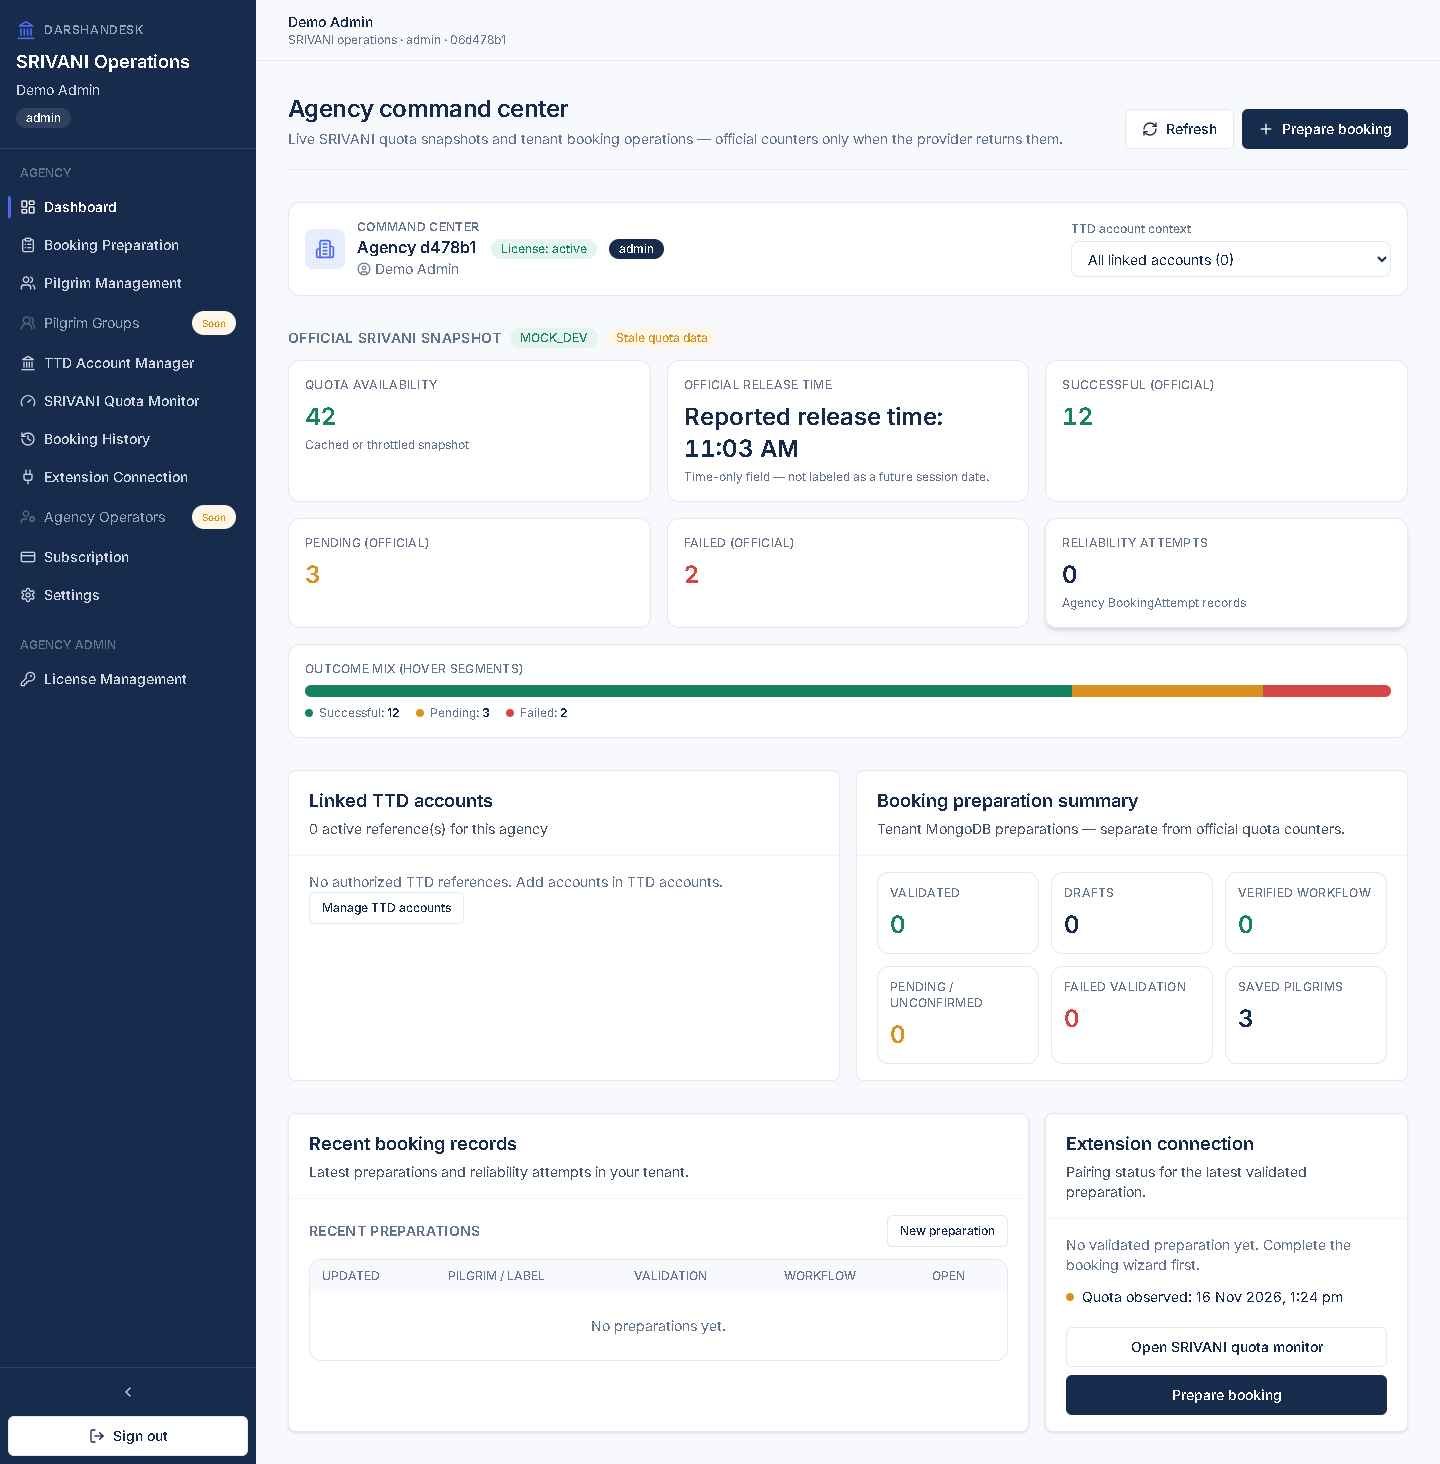 DARSHANDESK
SRIVANI Operations
Demo Admin
admin
AGENCY
Dashboard
Booking Preparation
Pilgrim Management
Pilgrim Groups Soon
TTD Account Manager
SRIVANI Quota Monitor
Booking History
Extension Connection
Agency Operators Soon
Subscription
Settings
AGENCY ADMIN
License Management
Sign out
Demo Admin
SRIVANI operations · admin · 06d478b1
Agency command center
Live SRIVANI quota snapshots and tenant booking operations — official counters only when the provider returns them.
Refresh
Prepare booking
COMMAND CENTER
Agency d478b1 License: active admin
Demo Admin
TTD account context
All linked accounts (0)
OFFICIAL SRIVANI SNAPSHOT MOCK_DEV Stale quota data
QUOTA AVAILABILITY
42
Cached or throttled snapshot
OFFICIAL RELEASE TIME
Reported release time:
11:03 AM
Time-only field — not labeled as a future session date.
SUCCESSFUL (OFFICIAL)
12
PENDING (OFFICIAL)
3
FAILED (OFFICIAL)
2
RELIABILITY ATTEMPTS
0
Agency BookingAttempt records
OUTCOME MIX (HOVER SEGMENTS)
Successful: 12 Pending: 3 Failed: 2
Linked TTD accounts
0 active reference(s) for this agency
No authorized TTD references. Add accounts in TTD accounts.
Manage TTD accounts
Booking preparation summary
Tenant MongoDB preparations — separate from official quota counters.
VALIDATED
0
DRAFTS
0
VERIFIED WORKFLOW
0
PENDING /
UNCONFIRMED
0
FAILED VALIDATION
0
SAVED PILGRIMS
3
Recent booking records
Latest preparations and reliability attempts in your tenant.
RECENT PREPARATIONS
New preparation
UPDATED PILGRIM / LABEL VALIDATION WORKFLOW OPEN
No preparations yet.
Extension connection
Pairing status for the latest validated
preparation.
No validated preparation yet. Complete the
booking wizard first.
Quota observed: 16 Nov 2026, 1:24 pm
Open SRIVANI quota monitor
Prepare booking